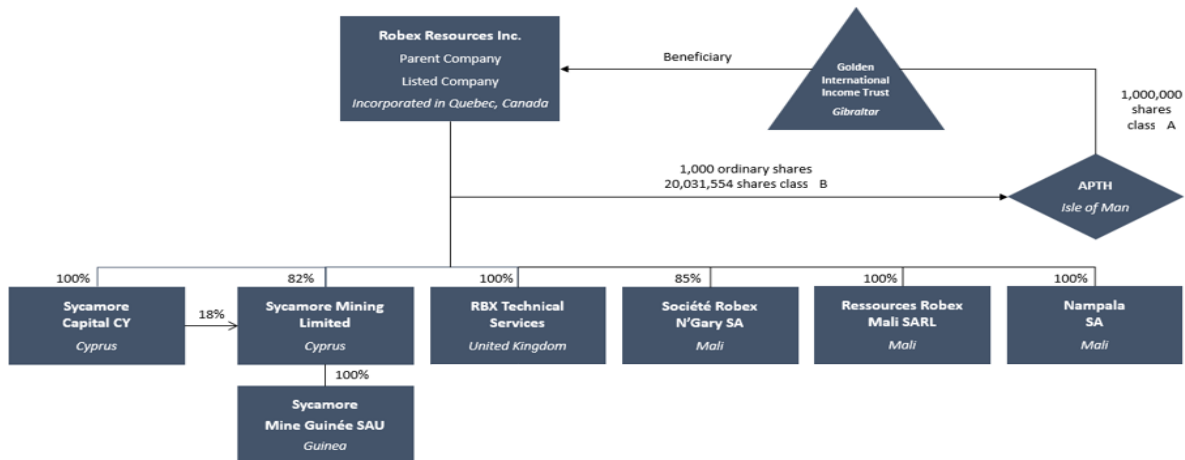 Robex Resources Inc.
Parent Company
Listed Company
Incorporated in Quebec, Canada
Beneficiary
Golden
International
Income Trust
Gibraltar
1,000,000
shares
class A
1,000 ordinary shares
20,031,554 shares class B
APTH
Isle of Man
100%
82%
100%
85%
100%
100%
Sycamore
Capital CY
Cyprus
18%
Sycamore Mining
Limited
Cyprus
RBX Technical
Services
United Kingdom
Société Robex
N'Gary SA
Mali
Ressources Robex
Mali SARL
Mali
Nampala
SA
Mali
100%
Sycamore
Mine Guinée SAU
Guinea